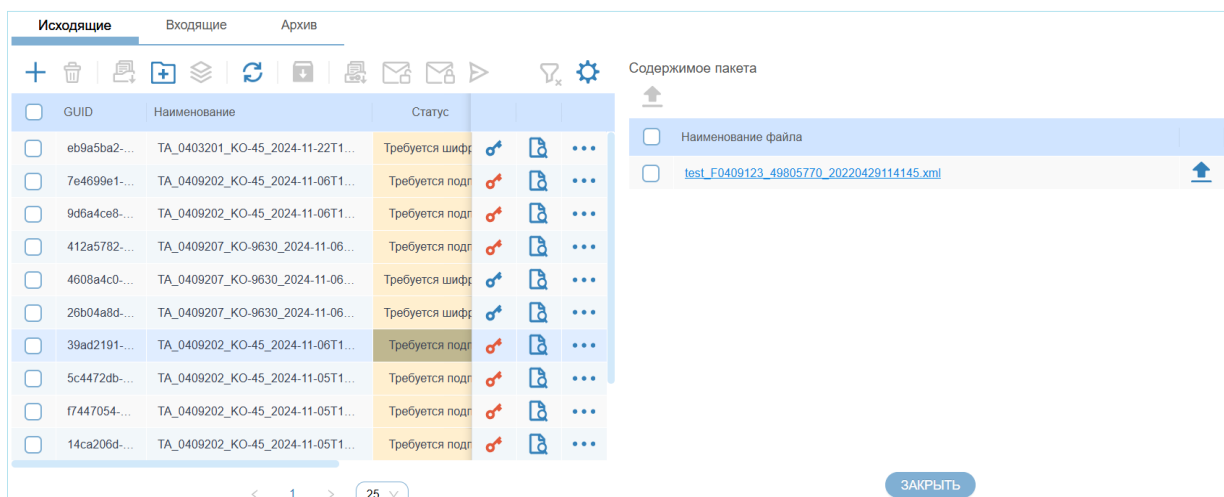 Исходящие Входящие Архив
Содержимое пакета
GUID Наименование Статус
Наименование файла
eb9a5ba2-... TA_0403201_KO-45_2024-11-22T1... Требуется шифр
7e4699e1-... TA_0409202_KO-45_2024-11-06T1... Требуется подп
9d6a4ce8-... TA_0409202_KO-45_2024-11-06T1... Требуется подп
412a5782-... TA_0409207_KO-9630_2024-11-06... Требуется подп
4608a4c0-... TA_0409207_KO-9630_2024-11-06... Требуется шифр
26b04a8d-... TA_0409207_KO-9630_2024-11-06... Требуется шифр
39ad2191-... TA_0409202_KO-45_2024-11-06T1... Требуется подп
5c4472db-... TA_0409202_KO-45_2024-11-05T1... Требуется подп
f7447054-... TA_0409202_KO-45_2024-11-05T1... Требуется подп
14ca206d-... TA_0409202_KO-45_2024-11-05T1... Требуется подп
test_F0409123_49805770_20220429114145.xml
< 1 > 25
ЗАКРЫТЬ